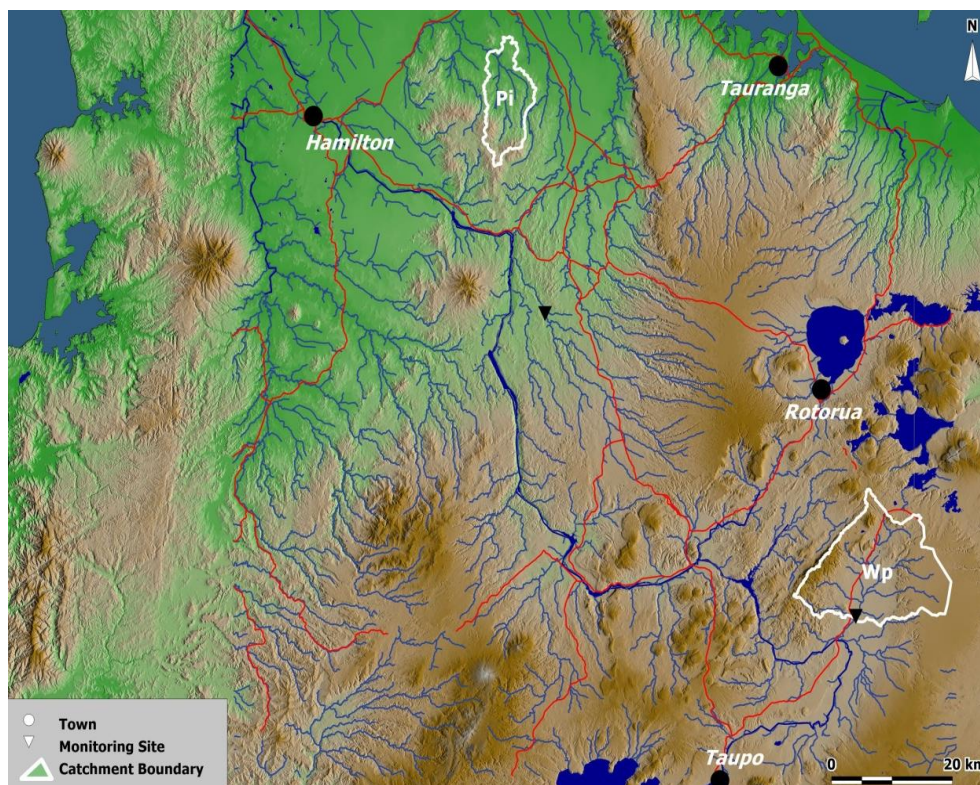 N
Pi
Tauranga
Hamilton
Rotorua
Wp
Town
Monitoring Site
Catchment Boundary
Taupo
0 20 km